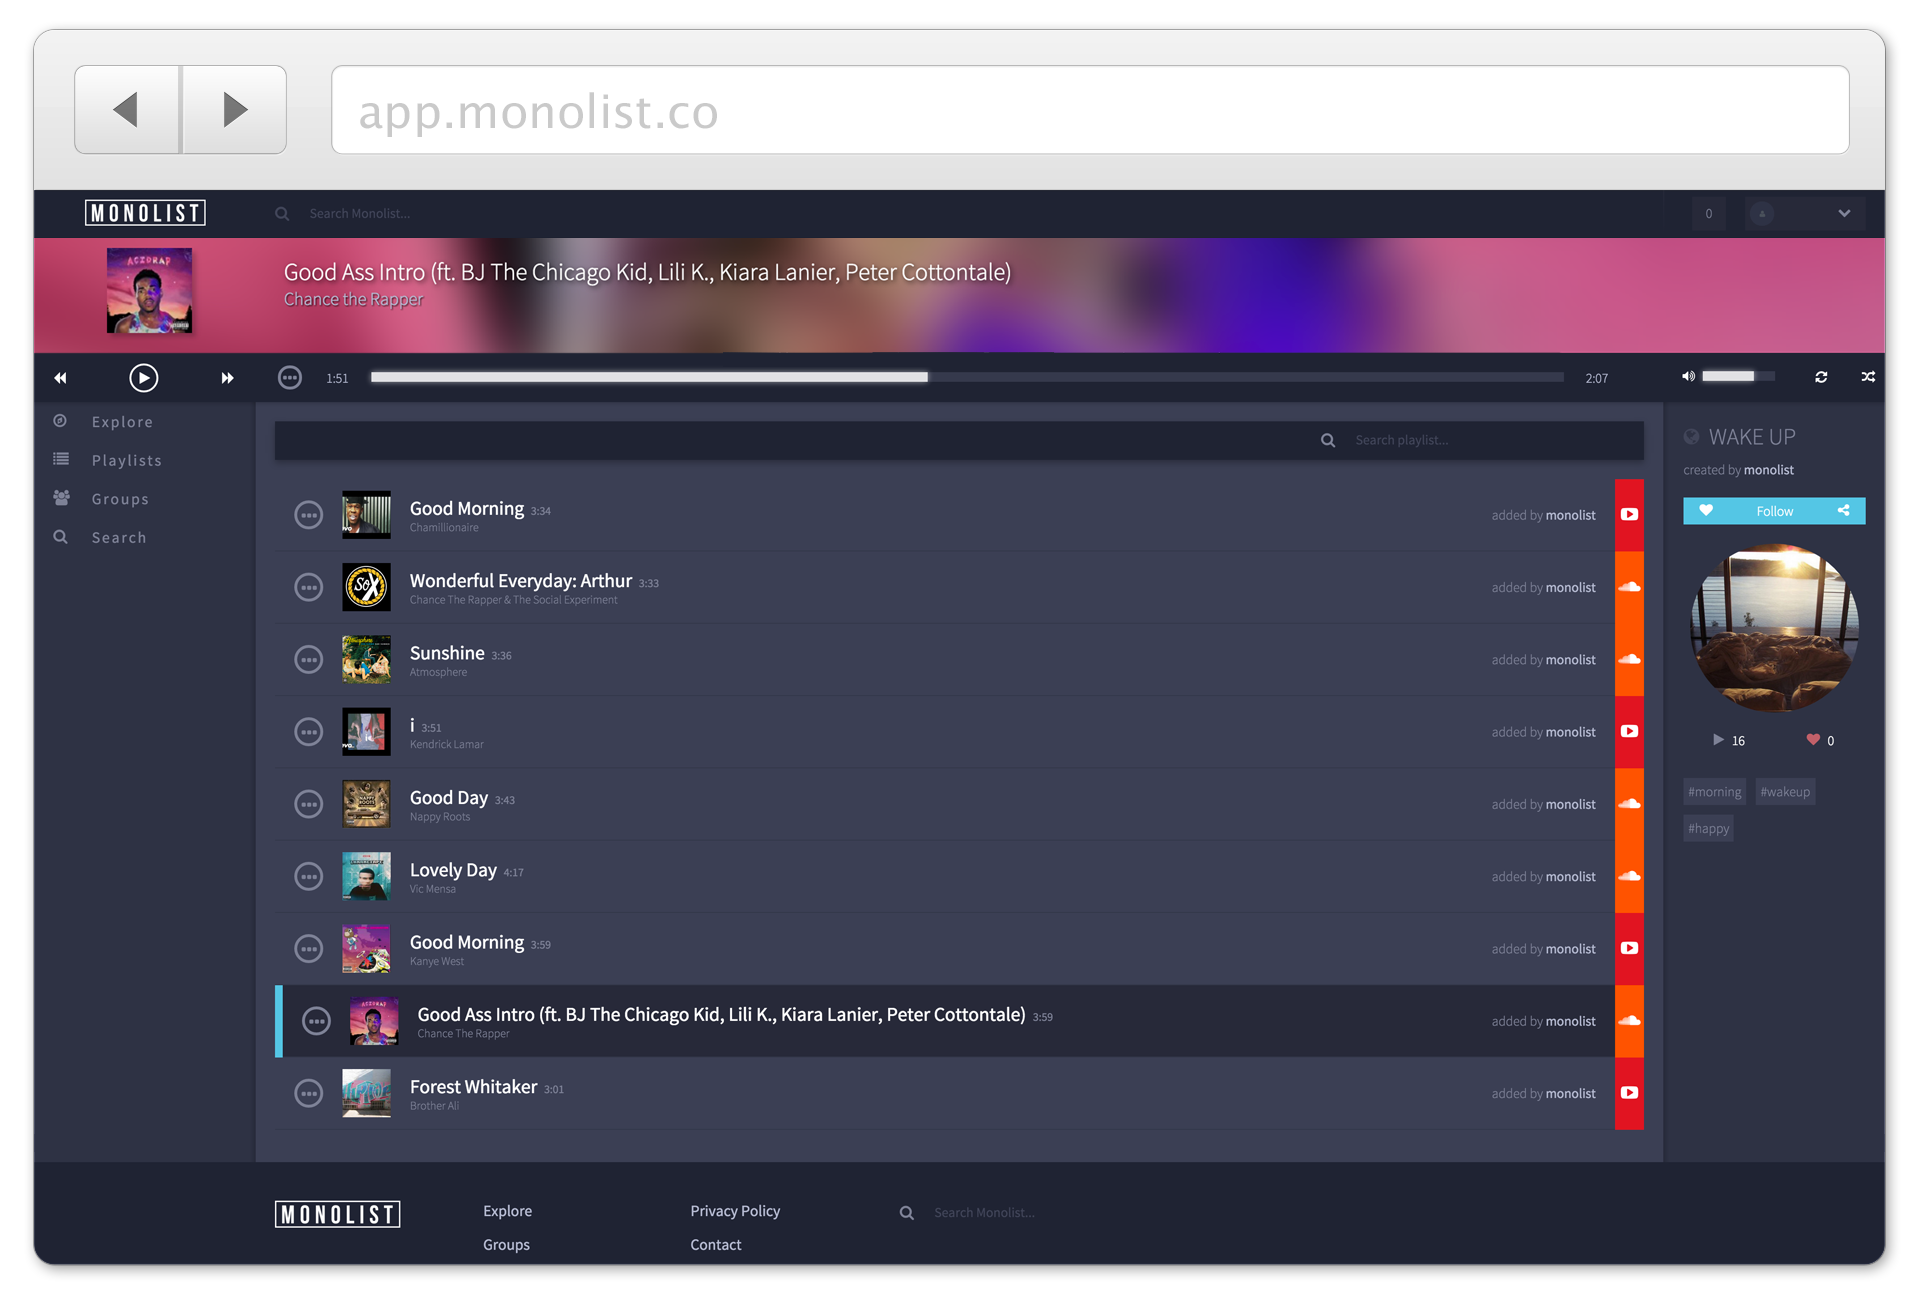 app.monolist.co
MONOLIST
Search Monolist...
0
ACIDRAP
Good Ass Intro (ft. BJ The Chicago Kid, Lili K., Kiara Lanier, Peter Cottontale)
Chance the Rapper
1:51
2:07
Explore
Playlists
Groups
Search
Search playlist...
Good Morning 3:34
Chamillionaire
added by monolist
Wonderful Everyday: Arthur 3:33
Chance The Rapper & The Social Experiment
added by monolist
SoX
Sunshine 3:36
Atmosphere
added by monolist
i 3:51
Kendrick Lamar
added by monolist
Good Day 3:43
Nappy Roots
added by monolist
NAPPY ROOTS
Lovely Day 4:17
Vic Mensa
added by monolist
Good Morning 3:59
Kanye West
added by monolist
Good Ass Intro (ft. BJ The Chicago Kid, Lili K., Kiara Lanier, Peter Cottontale) 3:59
Chance The Rapper
added by monolist
ACIDRAP
Forest Whitaker 3:01
Brother Ali
added by monolist
WAKE UP
created by monolist
Follow
16
0
#morning
#wakeup
#happy
MONOLIST
Explore
Groups
Privacy Policy
Contact
Search Monolist...